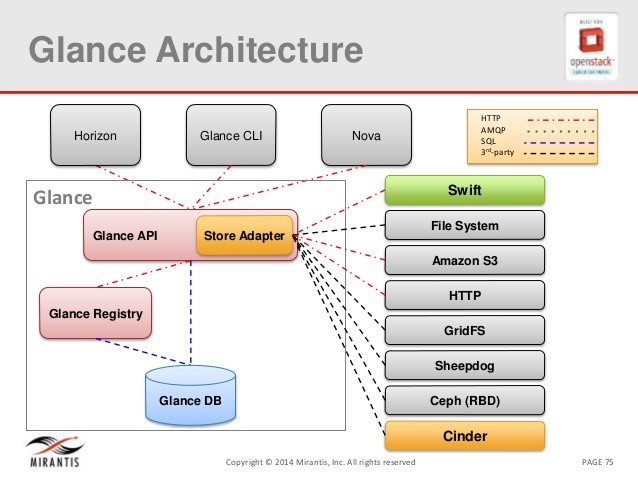 Glance Architecture
BUILT FOR
openstack
CLOUD SOFTWARE
Horizon
Glance CLI
Nova
HTTP
AMQP
SQL
3rd-party
Glance
Glance API
Store Adapter
Glance Registry
Glance DB
Swift
File System
Amazon S3
HTTP
GridFS
Sheepdog
Ceph (RBD)
Cinder
MIRANTIS
Copyright © 2014 Mirantis, Inc. All rights reserved
PAGE 75